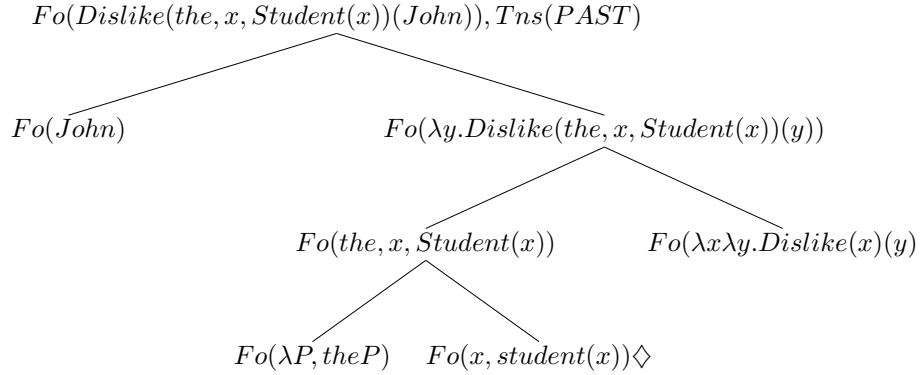 Fo(Dislike(the, x, Student(x))(John)), Tns(PAST)
Fo(John) Fo(λy.Dislike(the, x, Student(x))(y))
Fo(the, x, Student(x)) Fo(λxλy.Dislike(x)(y)
Fo(λP, theP) Fo(x, student(x))♢